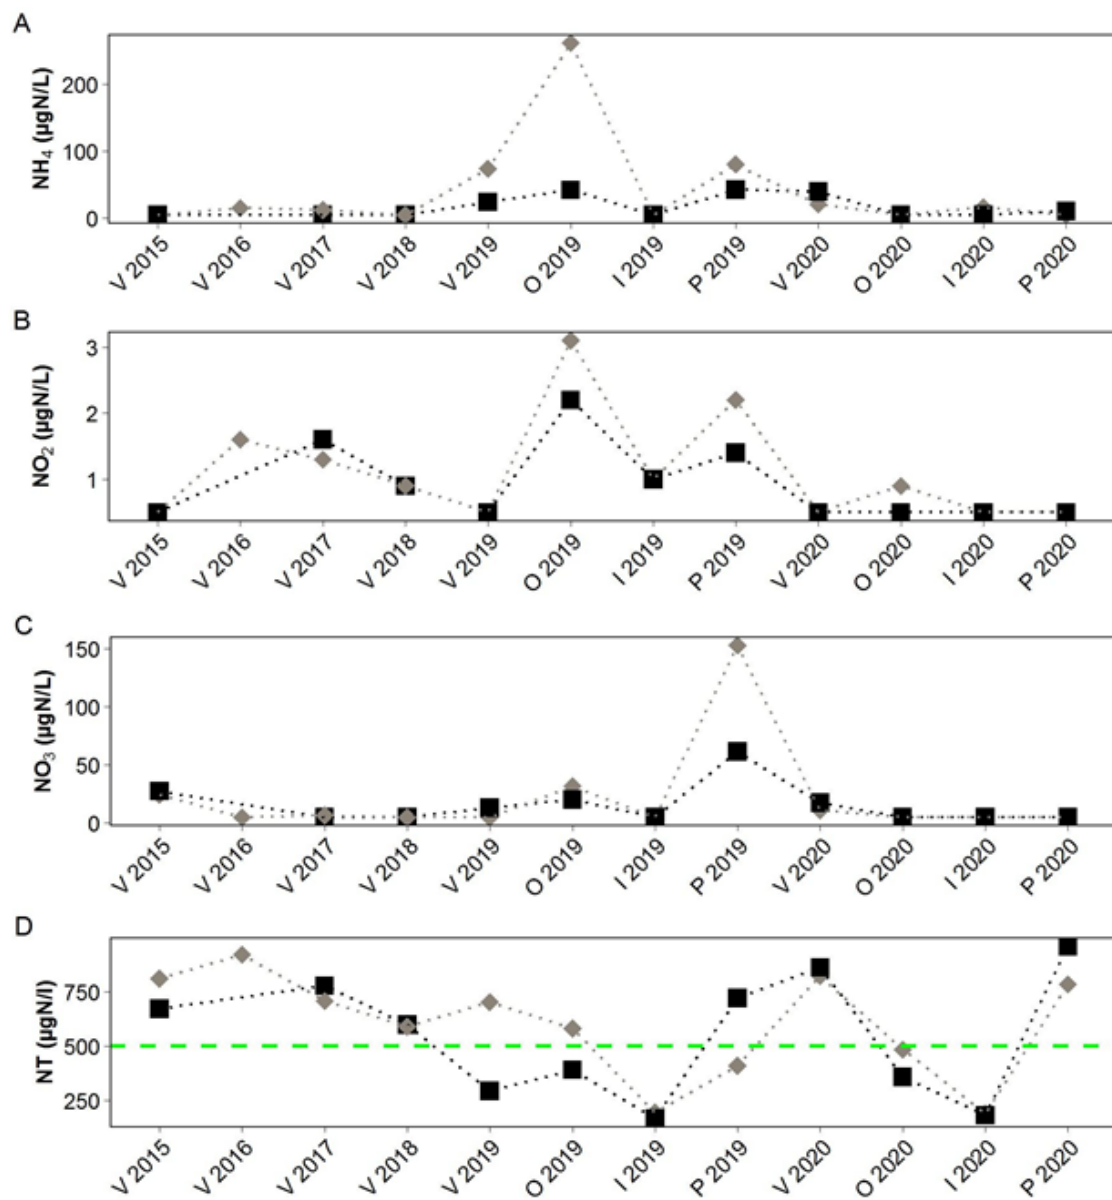 A
NH₄ (µgN/L)
200
100
0
V 2015 V 2016 V 2017 V 2018 V 2019 O 2019 I 2019 P 2019 V 2020 O 2020 I 2020 P 2020
B
NO₂ (µgN/L)
3
2
1
V 2015 V 2016 V 2017 V 2018 V 2019 O 2019 I 2019 P 2019 V 2020 O 2020 I 2020 P 2020
C
NO₃ (µgN/L)
150
100
50
0
V 2015 V 2016 V 2017 V 2018 V 2019 O 2019 I 2019 P 2019 V 2020 O 2020 I 2020 P 2020
D
NT (µgN/l)
750
500
250
V 2015 V 2016 V 2017 V 2018 V 2019 O 2019 I 2019 P 2019 V 2020 O 2020 I 2020 P 2020